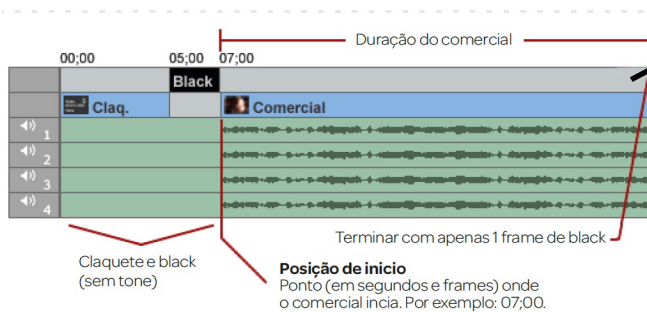 Duração do comercial
00;00 05;00 07;00
Black
Claq. Comercial
1
2
3
4
Terminar com apenas 1 frame de black
Claquete e black
(sem tone)
Posição de inicio
Ponto (em segundos e frames) onde
o comercial incia. Por exemplo: 07;00.